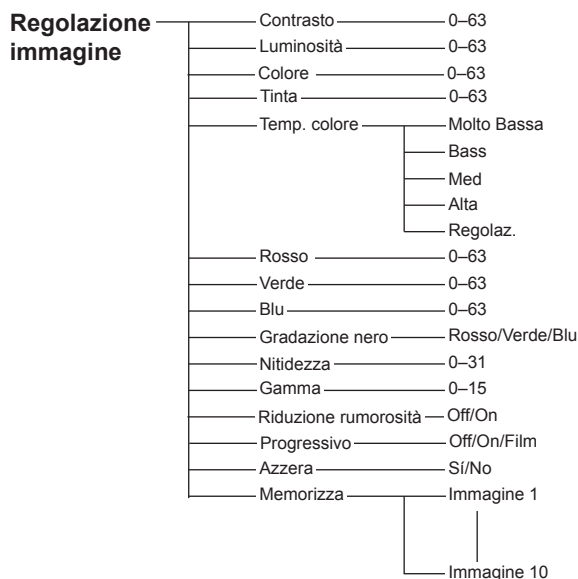 Regolazione
immagine
Contrasto 0–63
Luminosità 0–63
Colore 0–63
Tinta 0–63
Temp. colore Molto Bassa
Bass
Med
Alta
Regolaz.
Rosso 0–63
Verde 0–63
Blu 0–63
Gradazione nero Rosso/Verde/Blu
Nitidezza 0–31
Gamma 0–15
Riduzione rumorosità Off/On
Progressivo Off/On/Film
Azzera Sí/No
Memorizza Immagine 1
Immagine 10